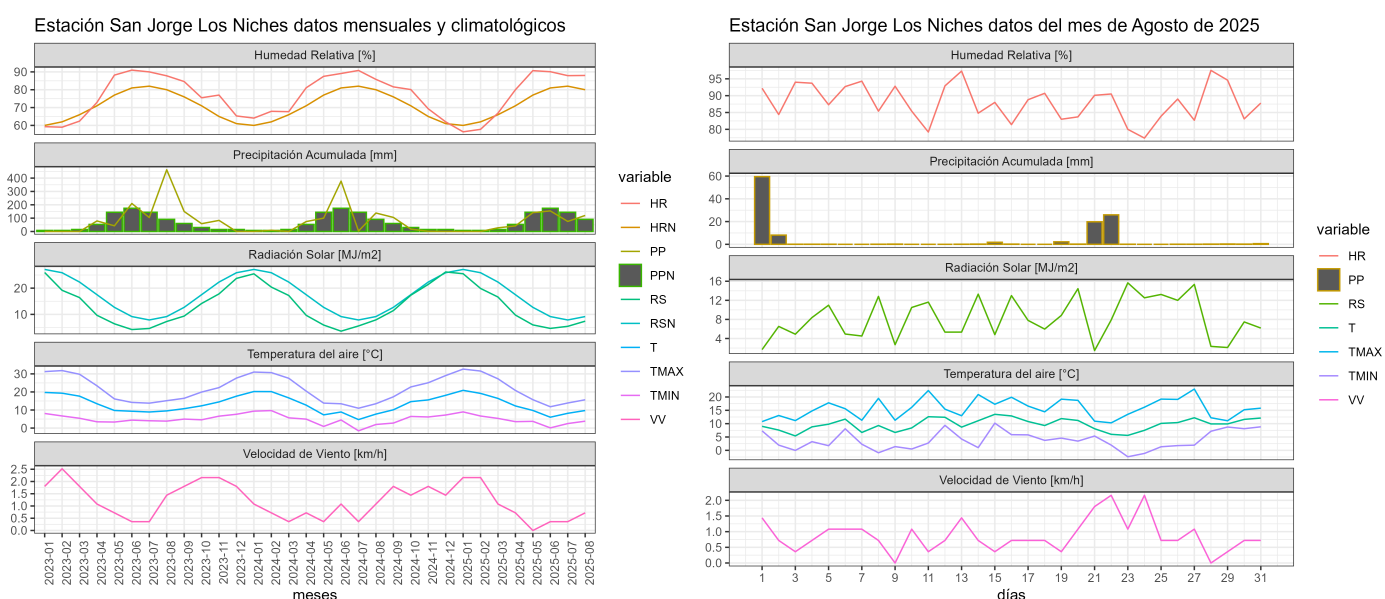 Estación San Jorge Los Niches datos mensuales y climatológicos
Humedad Relativa [%]
90
80
70
60
Precipitación Acumulada [mm]
400
300
200
100
0
Radiación Solar [MJ/m2]
20
10
Temperatura del aire [°C]
30
20
10
0
Velocidad de Viento [km/h]
2.5
2.0
1.5
1.0
0.5
0.0
2023-01
2023-02
2023-03
2023-04
2023-05
2023-06
2023-07
2023-08
2023-09
2023-10
2023-11
2023-12
2024-01
2024-02
2024-03
2024-04
2024-05
2024-06
2024-07
2024-08
2024-09
2024-10
2024-11
2024-12
2025-01
2025-02
2025-03
2025-04
2025-05
2025-06
2025-07
2025-08
meses
variable
HR
HRN
PP
PPN
RS
RSN
T
TMAX
TMIN
VV
Estación San Jorge Los Niches datos del mes de Agosto de 2025
Humedad Relativa [%]
95
90
85
80
Precipitación Acumulada [mm]
60
40
20
0
Radiación Solar [MJ/m2]
16
12
8
4
Temperatura del aire [°C]
20
15
10
5
0
Velocidad de Viento [km/h]
2.0
1.5
1.0
0.5
0.0
1 3 5 7 9 11 13 15 17 19 21 23 25 27 29 31
días
variable
HR
PP
RS
T
TMAX
TMIN
VV